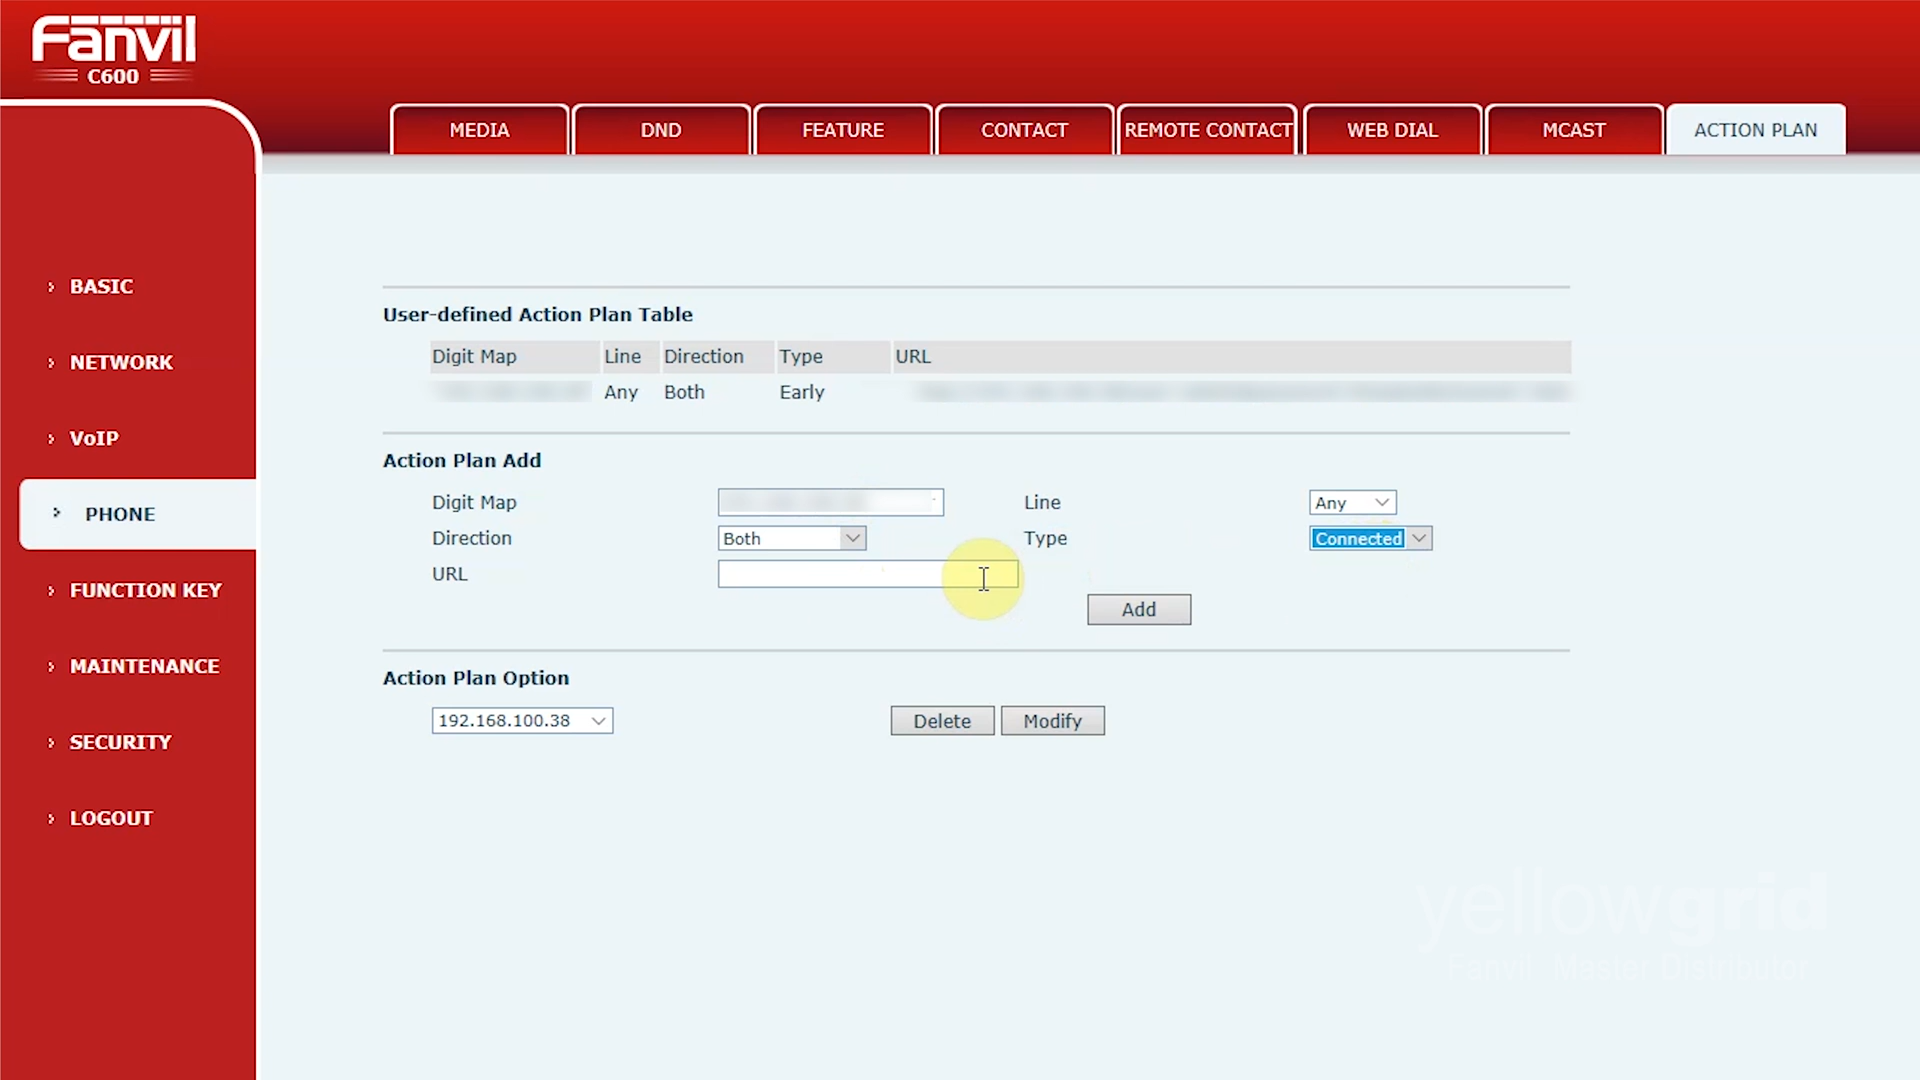 Fanvil
C600
MEDIA
DND
FEATURE
CONTACT
REMOTE CONTACT
WEB DIAL
MCAST
ACTION PLAN
BASIC
NETWORK
VoIP
PHONE
FUNCTION KEY
MAINTENANCE
SECURITY
LOGOUT
User-defined Action Plan Table
Digit Map Line Direction Type URL
Any Both Early
Action Plan Add
Digit Map Line Any
Direction Both Type Connected
URL
Add
Action Plan Option
192.168.100.38 Delete Modify
yellowgrid
Fanvil Master Distributor